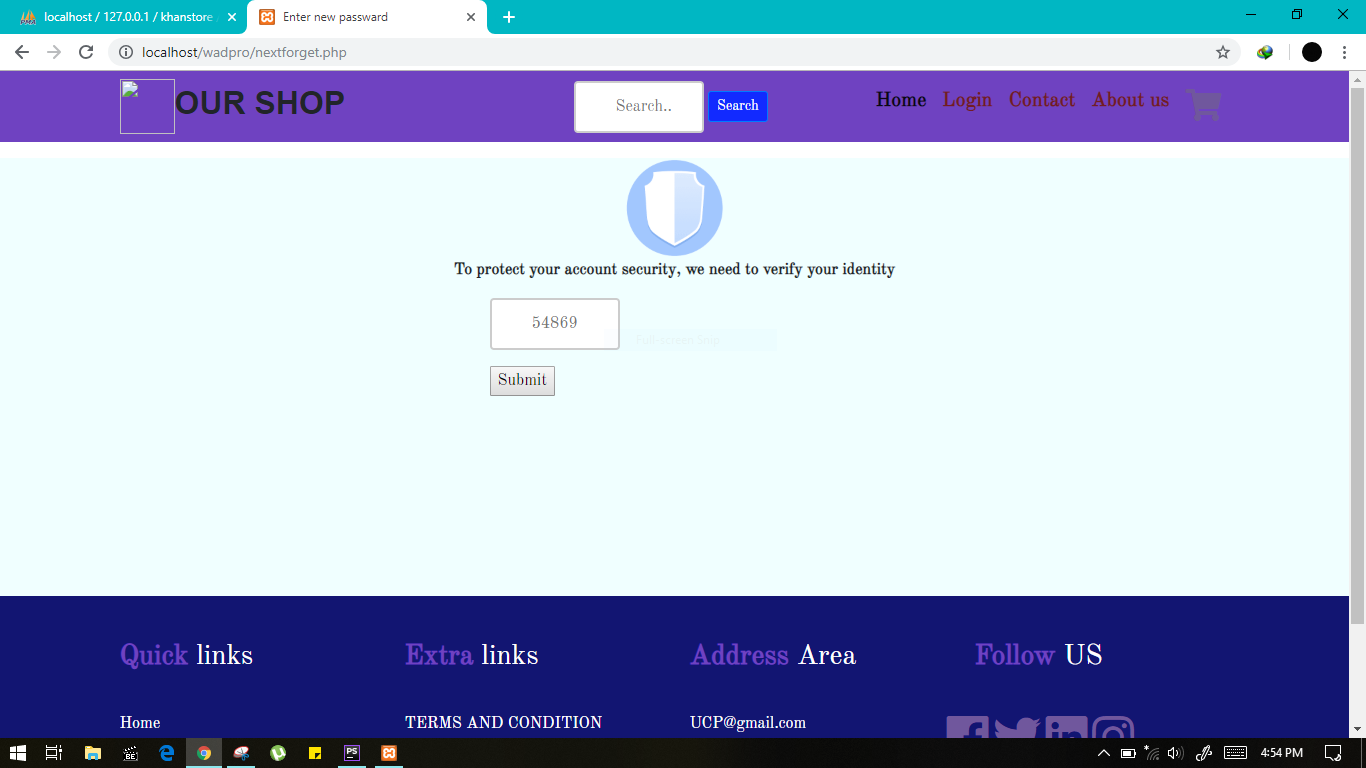 localhost / 127.0.0.1 / khanstore
Enter new passward
localhost/wadpro/nextforget.php
OUR SHOP
Search..
Search
Home
Login
Contact
About us
To protect your account security, we need to verify your identity
54869
Full-screen Snip
Submit
Quick links
Extra links
Address Area
Follow US
Home
TERMS AND CONDITION
UCP@gmail.com
4:54 PM